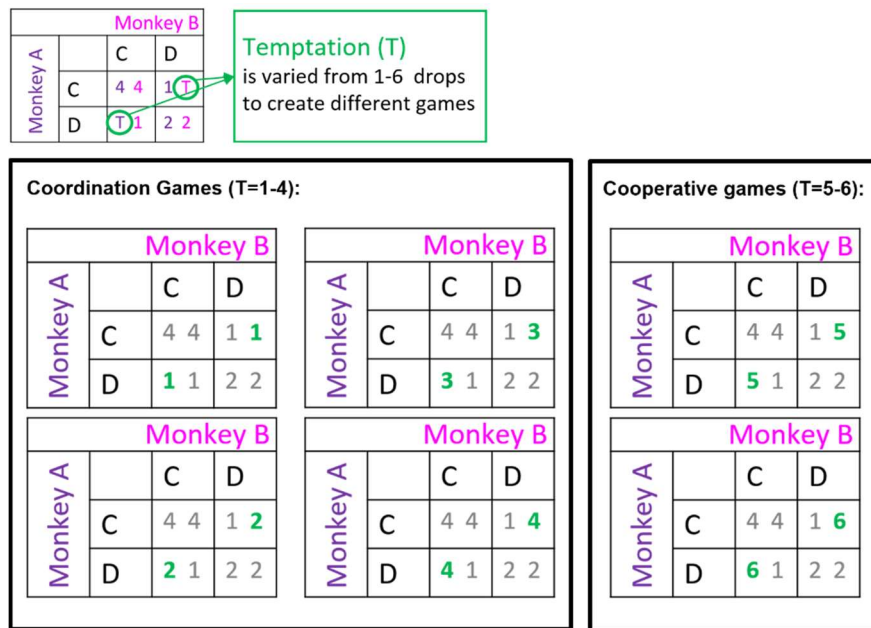 Monkey B
Monkey A
C D
C 4 4 1 T
D T 1 2 2
Temptation (T)
is varied from 1-6 drops
to create different games
Coordination Games (T=1-4):
Monkey B
Monkey A
C D
C 4 4 1 1
D 1 1 2 2
Monkey B
Monkey A
C D
C 4 4 1 3
D 3 1 2 2
Monkey B
Monkey A
C D
C 4 4 1 2
D 2 1 2 2
Monkey B
Monkey A
C D
C 4 4 1 4
D 4 1 2 2
Cooperative games (T=5-6):
Monkey B
Monkey A
C D
C 4 4 1 5
D 5 1 2 2
Monkey B
Monkey A
C D
C 4 4 1 6
D 6 1 2 2